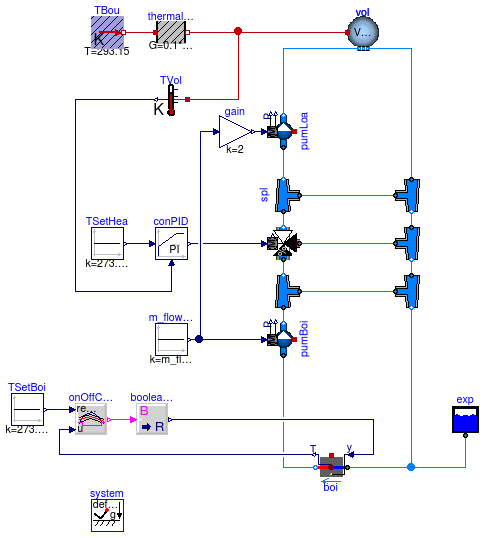 TBou
K
T=293.15
thermal...
G=0.1*...
vol
V...
TVol
K
gain
k=2
P
pumLoa
spl
TSetHea
k=273....
conPID
PI
m_flow...
k=m_fl...
P
pumBoi
TSetBoi
k=273....
onOffC...
re...
u
boolea...
B
R
T
y
boi
exp
system
def...
g